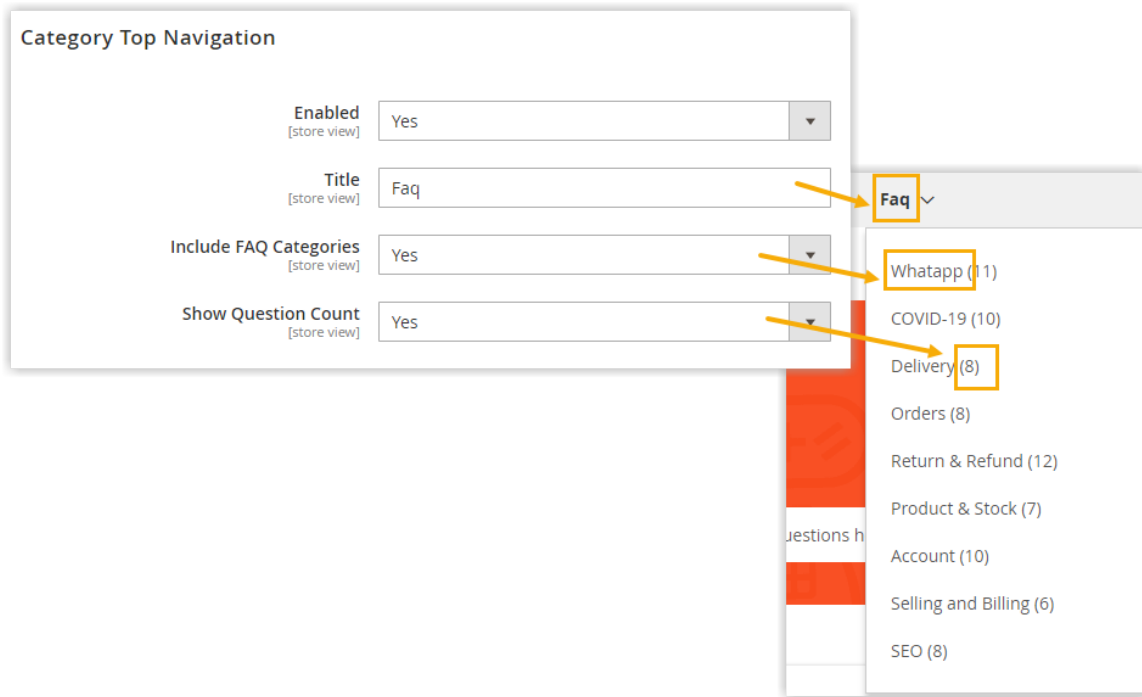 Category Top Navigation
Enabled
[store view]
Yes
Title
[store view]
Faq
Include FAQ Categories
[store view]
Yes
Show Question Count
[store view]
Yes
Faq
Whatapp (11)
COVID-19 (10)
Delivery (8)
Orders (8)
Return & Refund (12)
Product & Stock (7)
uestions h
Account (10)
Selling and Billing (6)
SEO (8)